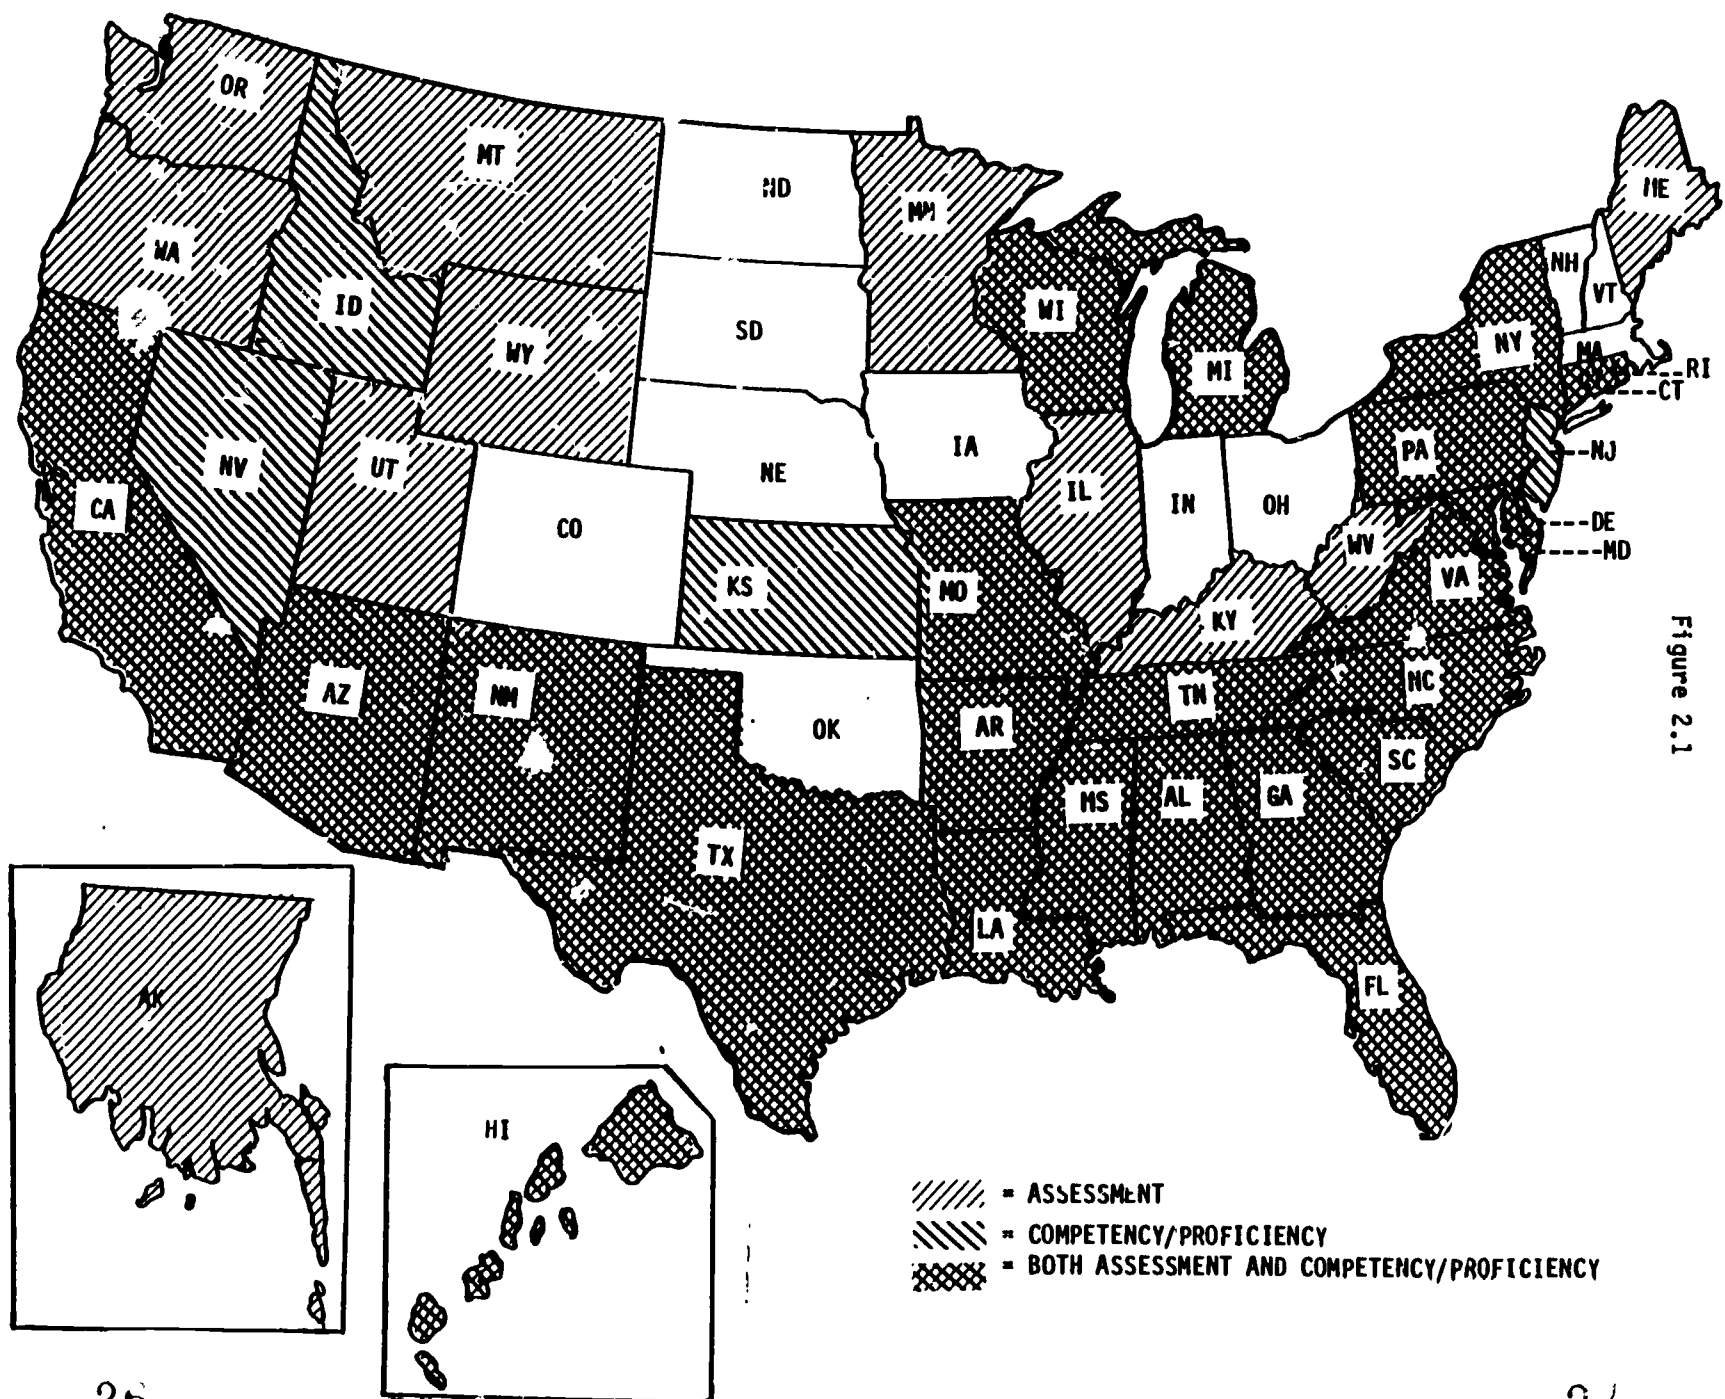 OR
MT
ND
MN
ME
WA
ID
WY
SD
WI
MI
NH
VT
NY
MA
RI
CT
NV
UT
CO
NE
IA
IL
IN
OH
PA
NJ
CA
KS
MO
KY
WV
VA
DE
MD
AZ
NM
OK
AR
TN
NC
TX
MS
AL
GA
SC
LA
FL
AK
HI
Figure 2.1
= ASSESSMENT
= COMPETENCY/PROFICIENCY
= BOTH ASSESSMENT AND COMPETENCY/PROFICIENCY